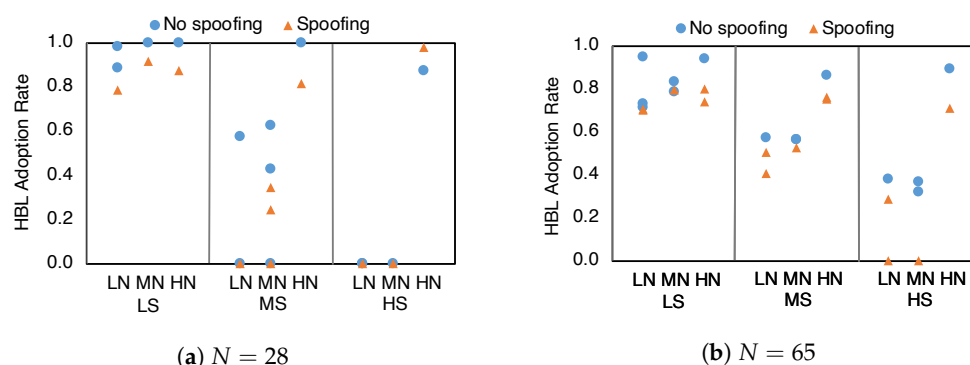 No spoofing Spoofing
HBL Adoption Rate
1.0
0.8
0.6
0.4
0.2
0.0
LN MN HN LN MN HN LN MN HN
LS MS HS
(a) N = 28
No spoofing Spoofing
HBL Adoption Rate
1.0
0.8
0.6
0.4
0.2
0.0
LN MN HN LN MN HN LN MN HN
LS MS HS
(b) N = 65